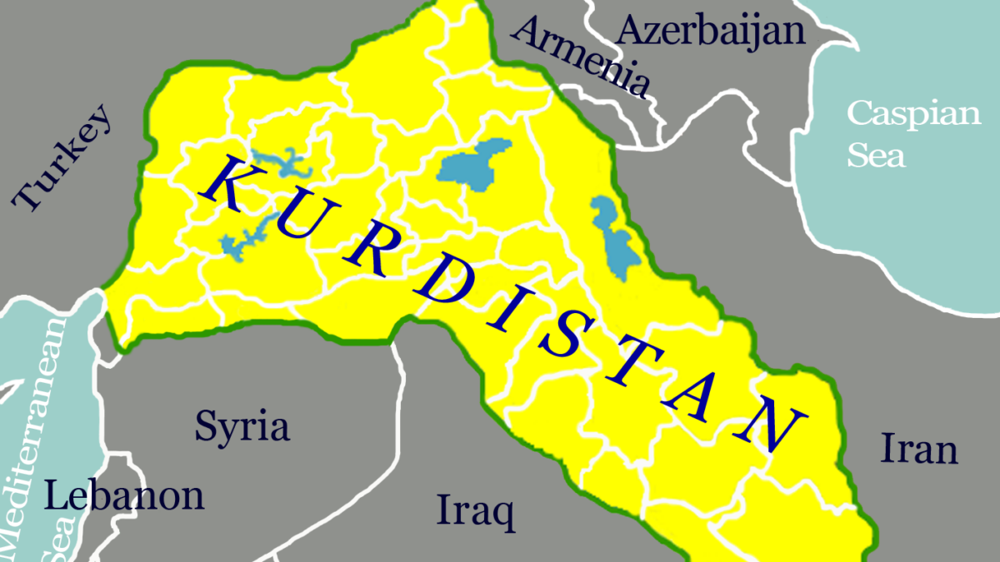 Azerbaijan
Armenia
Turkey
Caspian
Sea
KURDISTAN
Mediterranean
Sea
Syria
Iran
Lebanon
Iraq